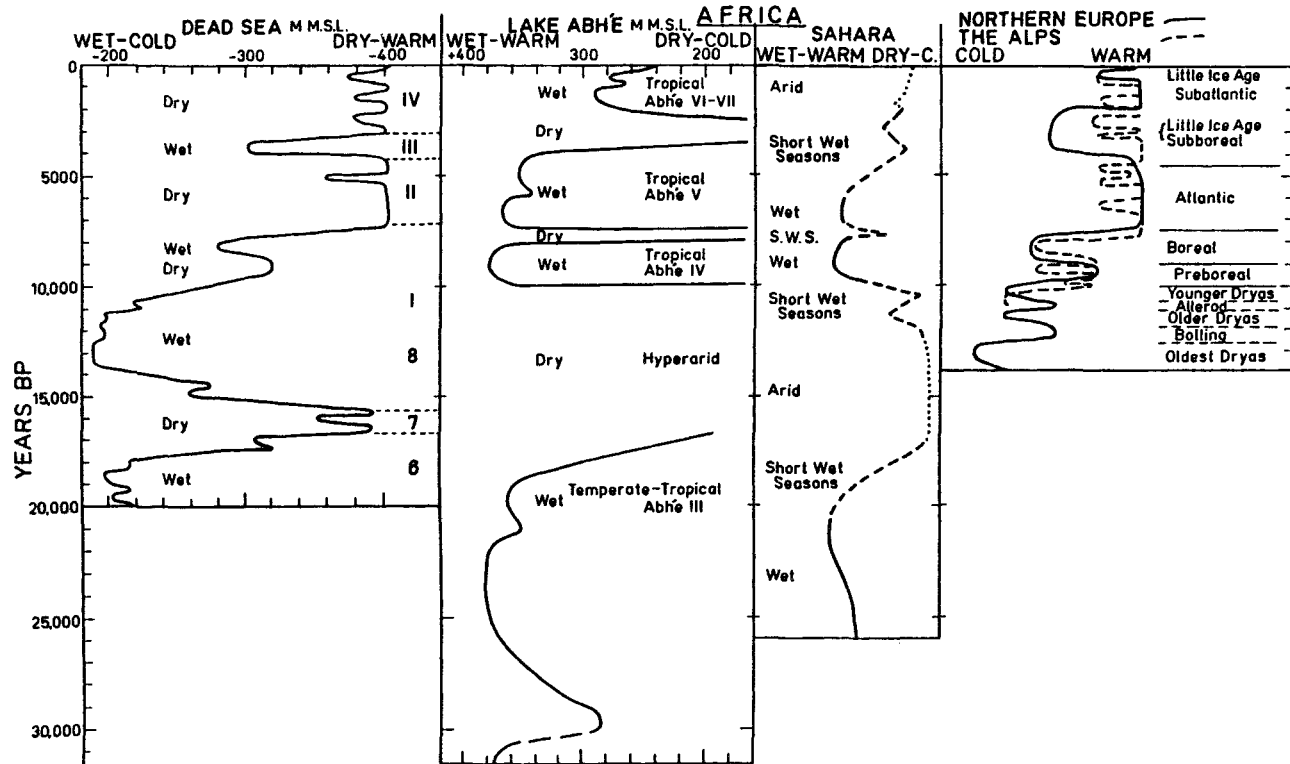 DEAD SEA M M.S.L.
WET-COLD DRY-WARM
-200 -300 -400
0
5000
10,000
15,000
20,000
25,000
30,000
YEARS BP
Dry IV
Wet III
Dry II
Wet
Dry
I
Wet
8
Dry 7
6
Wet
AFRICA
LAKE ABHÉ M M.S.L.
WET-WARM DRY-COLD
+400 300 200
Wet Tropical
Abhé VI-VII
Dry
Wet Tropical
Abhé V
Dry
Wet Tropical
Abhé IV
Dry Hyperarid
Wet Temperate-Tropical
Abhé III
SAHARA
WET-WARM DRY-C.
Arid
Short Wet
Seasons
Wet
S.W.S.
Wet
Short Wet
Seasons
Arid
Short Wet
Seasons
Wet
NORTHERN EUROPE
THE ALPS
COLD WARM
Little Ice Age
Subatlantic
{Little Ice Age
Subboreal
Atlantic
Boreal
Preboreal
Younger Dryas
Allerod
Older Dryas
Bolling
Oldest Dryas